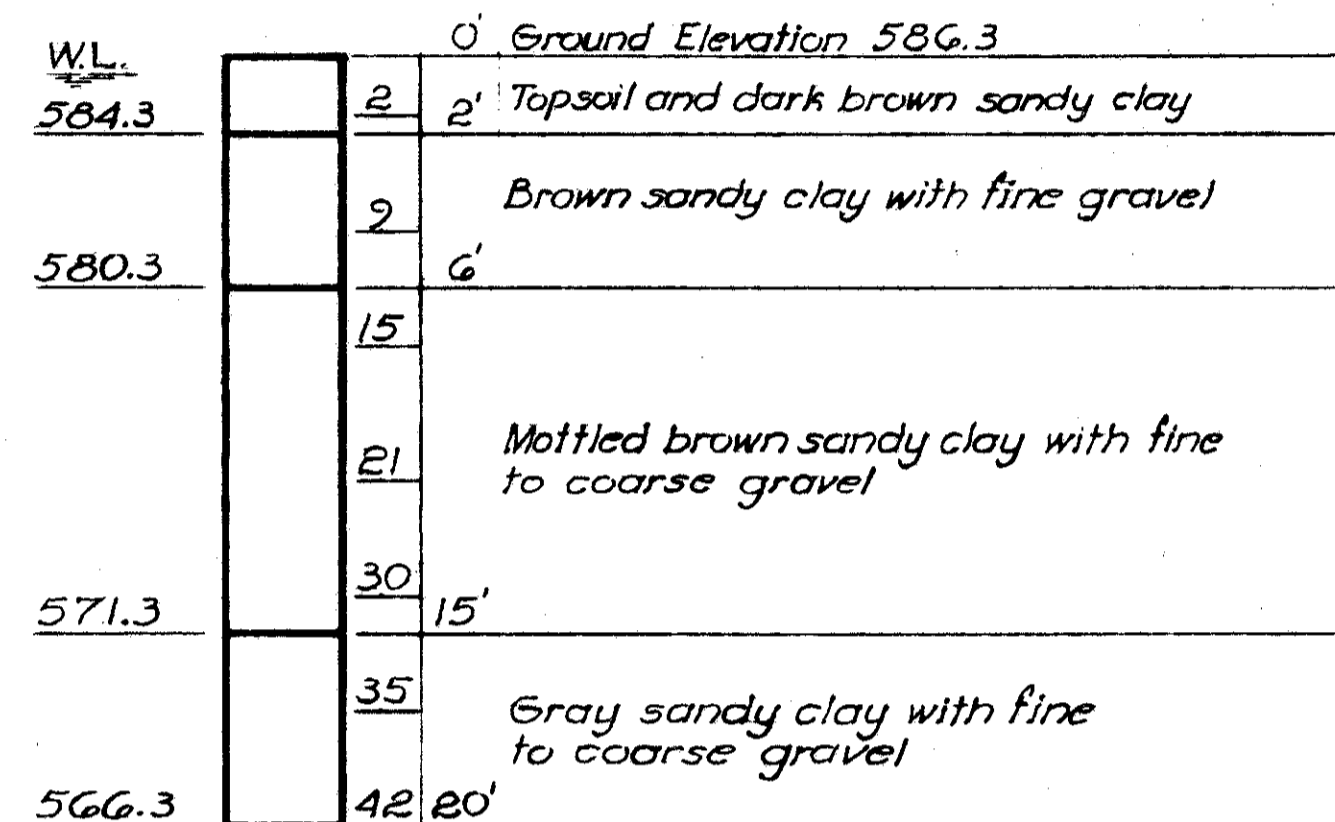 0' Ground Elevation 586.3
W.L.
584.3 2 2' Topsoil and dark brown sandy clay
9 Brown sandy clay with fine gravel
580.3 6'
15
21 Mottled brown sandy clay with fine
to coarse gravel
30
571.3 15'
35 Gray sandy clay with fine
to coarse gravel
566.3 42 20'